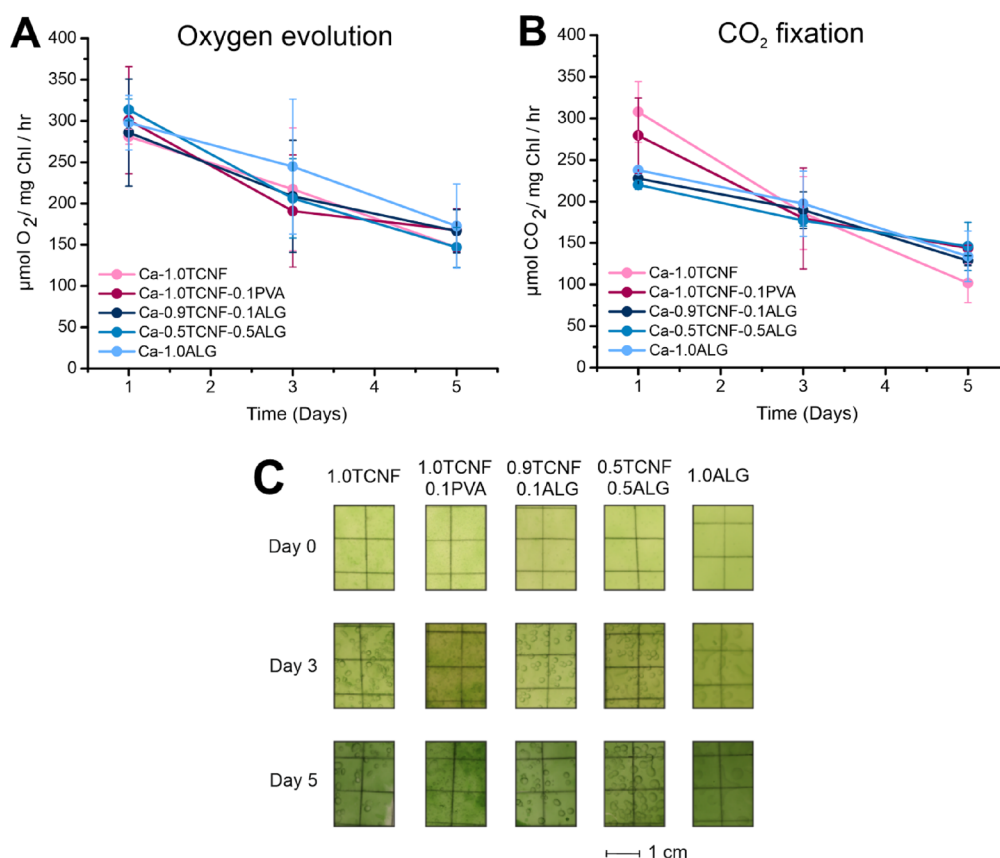 A
Oxygen evolution
400
350
300
250
200
150
100
50
0
µmol O2/ mg Chl / hr
Ca-1.0TCNF
Ca-1.0TCNF-0.1PVA
Ca-0.9TCNF-0.1ALG
Ca-0.5TCNF-0.5ALG
Ca-1.0ALG
1 2 3 4 5
Time (Days)
B
CO2 fixation
400
350
300
250
200
150
100
50
0
µmol CO2/ mg Chl / hr
Ca-1.0TCNF
Ca-1.0TCNF-0.1PVA
Ca-0.9TCNF-0.1ALG
Ca-0.5TCNF-0.5ALG
Ca-1.0ALG
1 2 3 4 5
Time (Days)
C
1.0TCNF
1.0TCNF
0.1PVA
0.9TCNF
0.1ALG
0.5TCNF
0.5ALG
1.0ALG
Day 0
Day 3
Day 5
1 cm